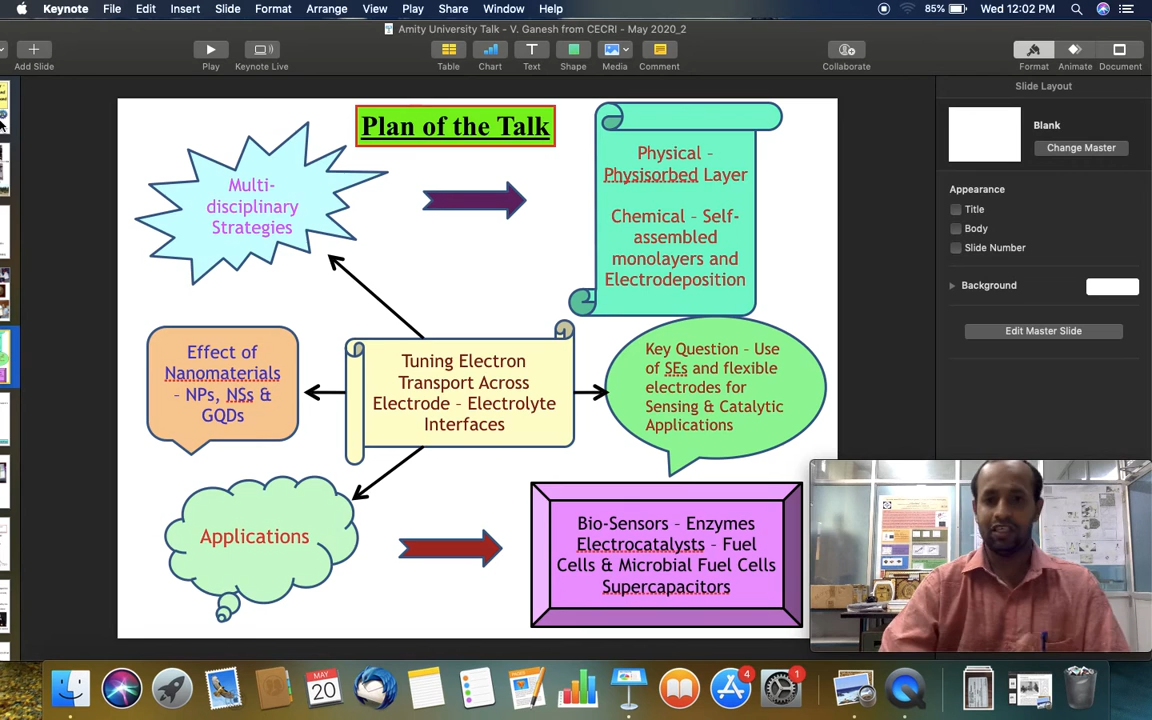 Keynote File Edit Insert Slide Format Arrange View Play Share Window Help
85% Wed 12:02 PM
Amity University Talk - V. Ganesh from CECRI - May 2020_2
Add Slide Play Keynote Live Table Chart Text Shape Media Comment Collaborate Format Animate Document
Plan of the Talk
Multi-
disciplinary
Strategies
Physical -
Physisorbed Layer
Chemical - Self-
assembled
monolayers and
Electrodeposition
Effect of
Nanomaterials
- NPs, NSs &
GQDs
Tuning Electron
Transport Across
Electrode - Electrolyte
Interfaces
Key Question - Use
of SEs and flexible
electrodes for
Sensing & Catalytic
Applications
Applications
Bio-Sensors - Enzymes
Electrocatalysts - Fuel
Cells & Microbial Fuel Cells
Supercapacitors
Slide Layout
Blank
Change Master
Appearance
Title
Body
Slide Number
Background
Edit Master Slide
MAY
20
4
1